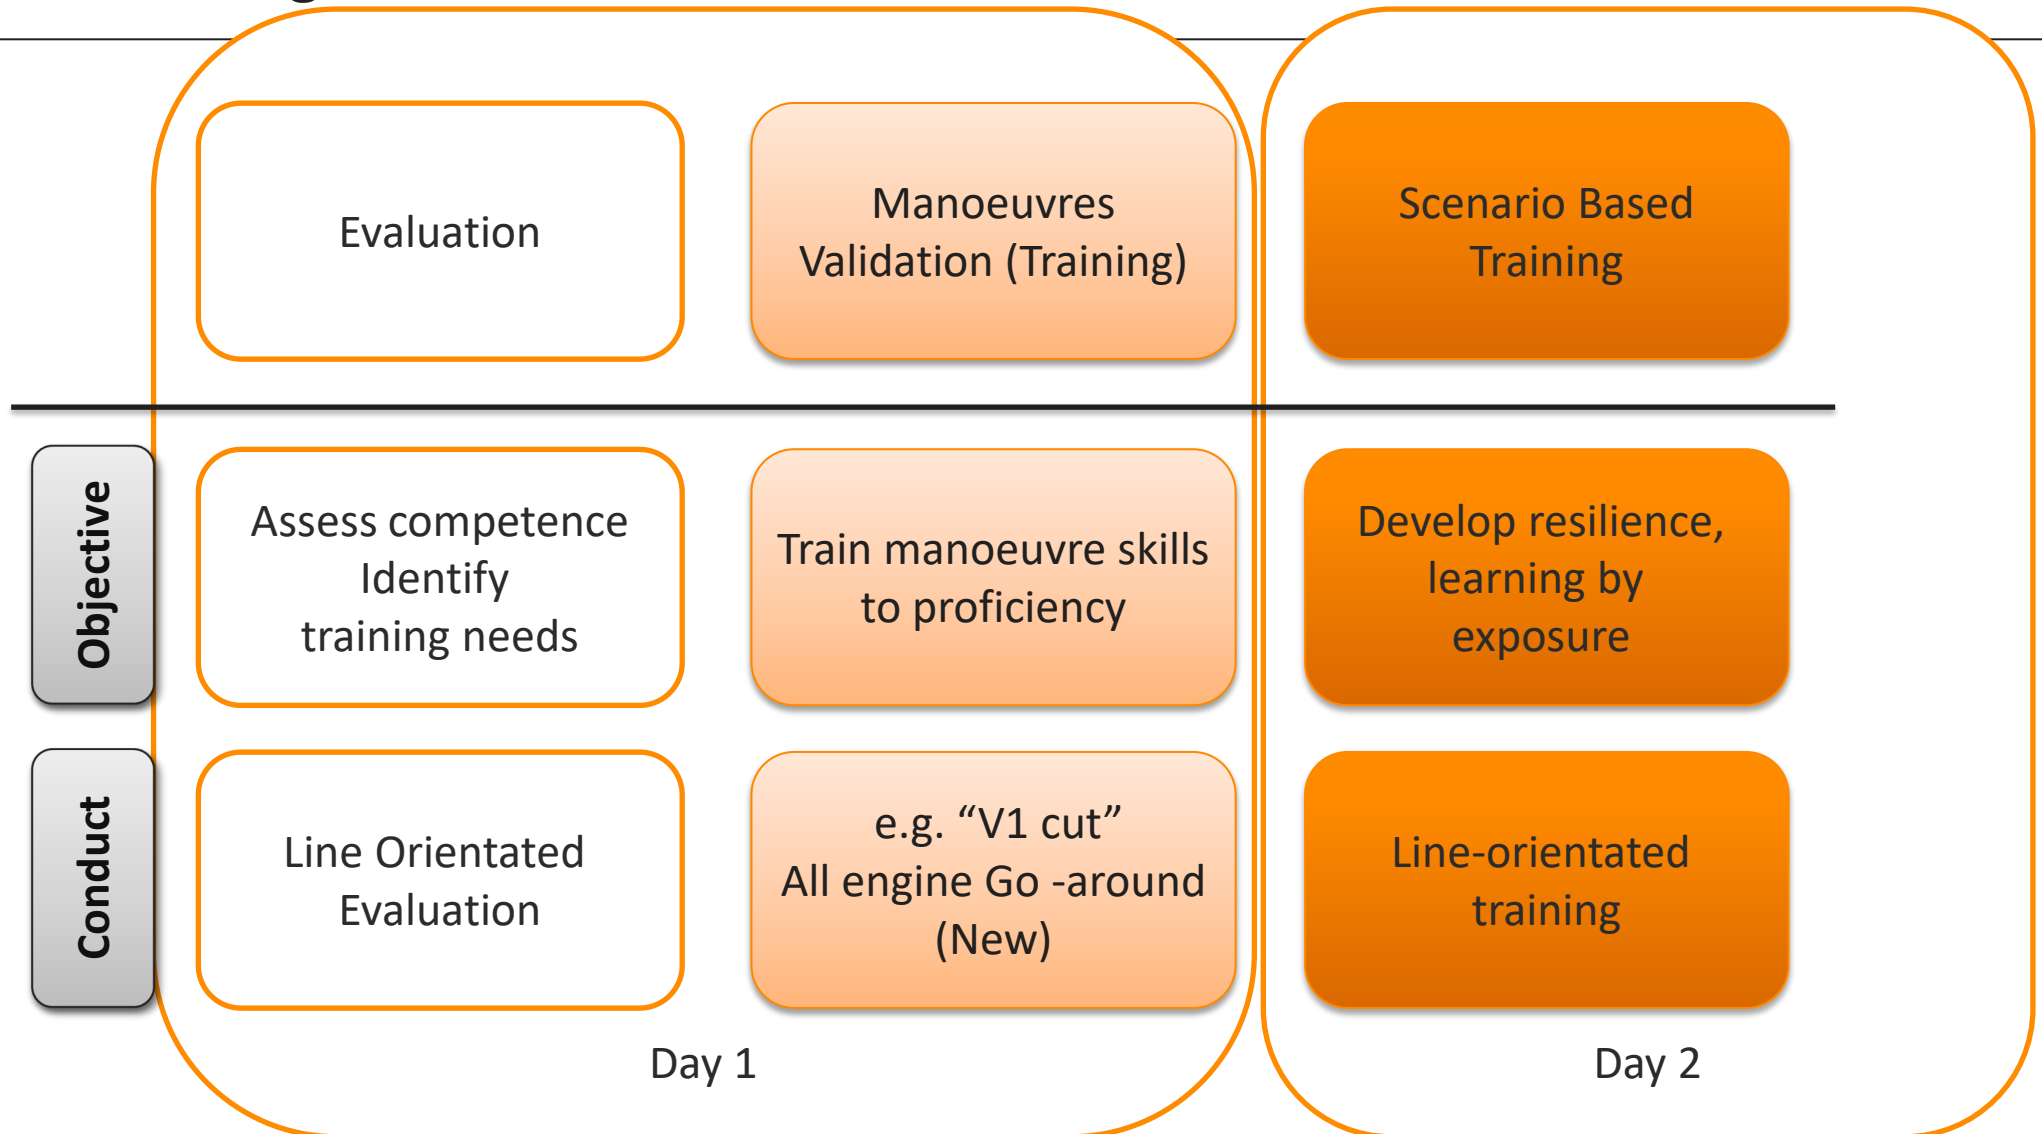 Evaluation
Manoeuvres
Validation (Training)
Scenario Based
Training
Objective
Assess competence
Identify
training needs
Train manoeuvre skills
to proficiency
Develop resilience,
learning by
exposure
Conduct
Line Orientated
Evaluation
e.g. “V1 cut”
All engine Go -around
(New)
Line-orientated
training
Day 1
Day 2